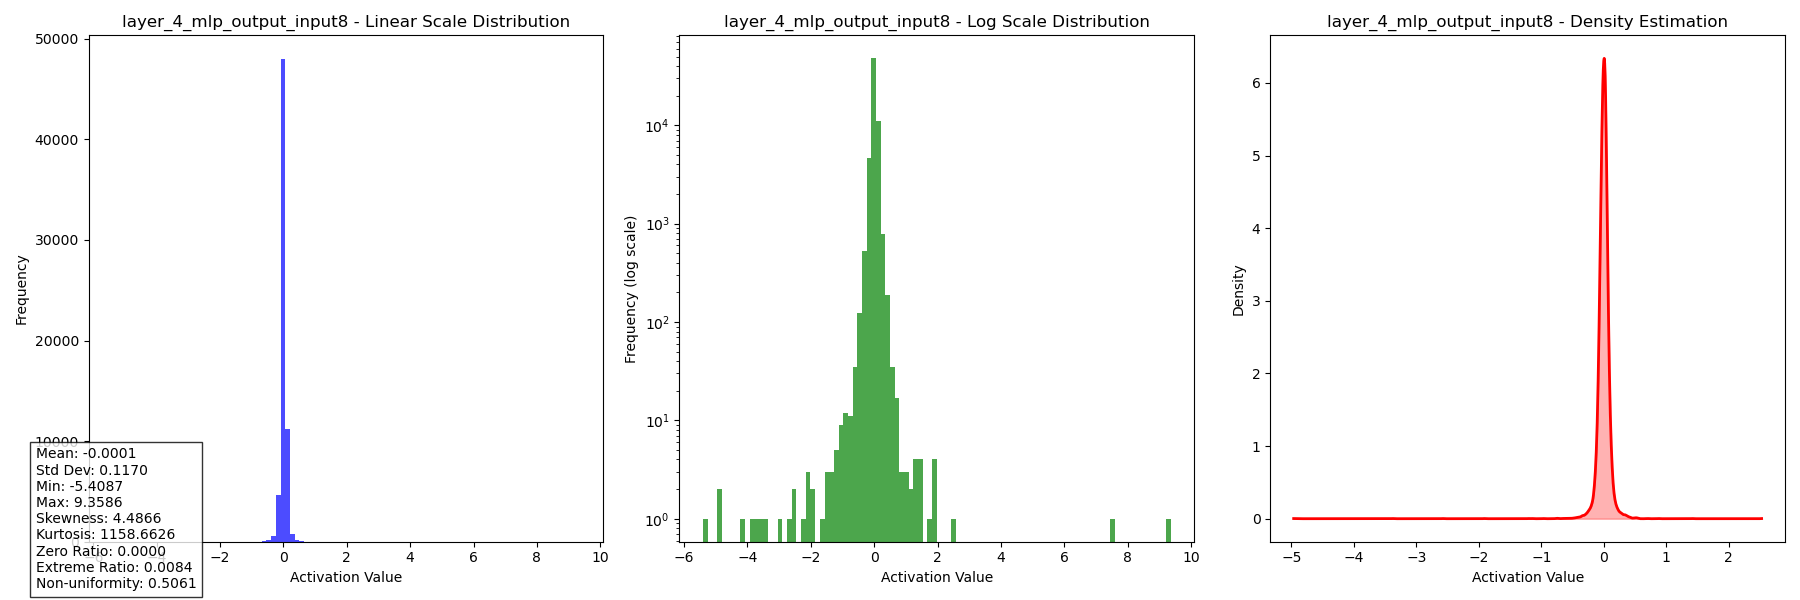 layer_4_mlp_output_input8 - Linear Scale Distribution
50000
40000
30000
20000
10000
Frequency
−2
0
2
4
6
8
10
Activation Value
Mean: -0.0001
Std Dev: 0.1170
Min: -5.4087
Max: 9.3586
Skewness: 4.4866
Kurtosis: 1158.6626
Zero Ratio: 0.0000
Extreme Ratio: 0.0084
Non-uniformity: 0.5061
layer_4_mlp_output_input8 - Log Scale Distribution
10^4
10^3
10^2
10^1
10^0
Frequency (log scale)
−6
−4
−2
0
2
4
6
8
10
Activation Value
layer_4_mlp_output_input8 - Density Estimation
6
5
4
3
2
1
0
Density
−5
−4
−3
−2
−1
0
1
2
Activation Value